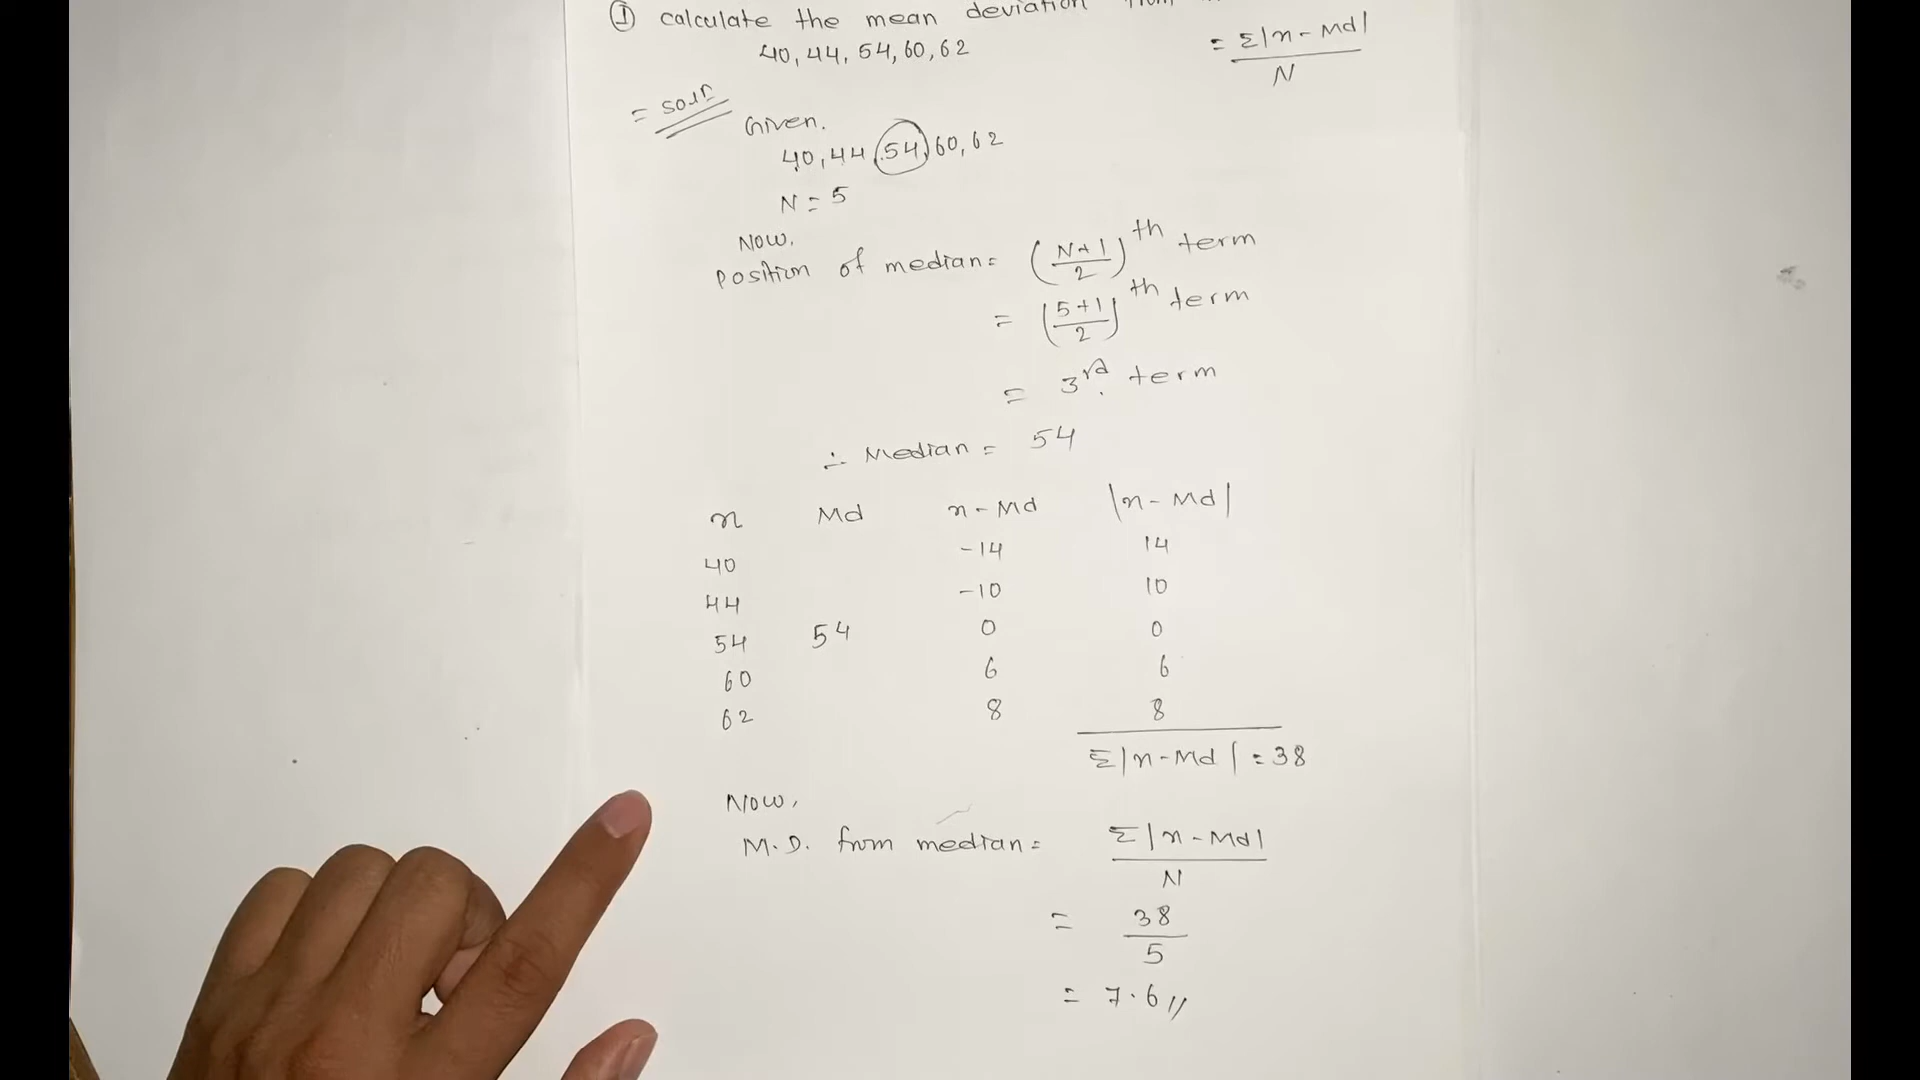 ① calculate the mean deviation from
40, 44, 54, 60, 62
= Σ|x - Md| / N
= Soln
Given.
40, 44, 54, 60, 62
N = 5
Now,
position of median = (N+1 / 2)th term
= (5+1 / 2)th term
= 3rd term
∴ Median = 54
x Md x - Md |x - Md|
40 -14 14
44 -10 10
54 54 0 0
60 6 6
62 8 8
Σ|x - Md| = 38
Now,
M.D. from median = Σ|x - Md| / N
= 38 / 5
= 7.6 //